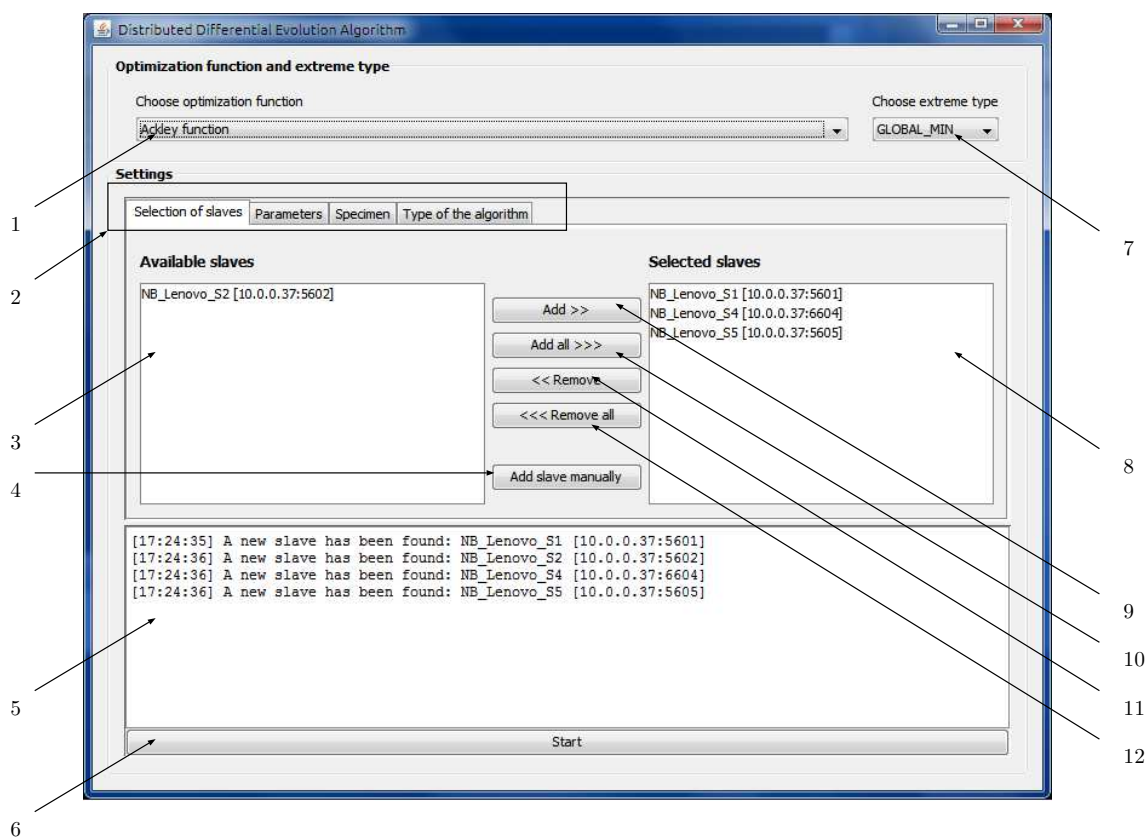 Distributed Differential Evolution Algorithm
Optimization function and extreme type
Choose optimization function
Choose extreme type
Ackley function
GLOBAL_MIN
Settings
1
Selection of slaves
Parameters
Specimen
Type of the algorithm
7
Available slaves
Selected slaves
2
NB_Lenovo_S2 [10.0.0.37:5602]
NB_Lenovo_S1 [10.0.0.37:5601]
NB_Lenovo_S4 [10.0.0.37:6604]
NB_Lenovo_S5 [10.0.0.37:5605]
Add >>
Add all >>>
<< Remove
<<< Remove all
3
8
4
Add slave manually
[17:24:35] A new slave has been found: NB_Lenovo_S1 [10.0.0.37:5601]
[17:24:36] A new slave has been found: NB_Lenovo_S2 [10.0.0.37:5602]
[17:24:36] A new slave has been found: NB_Lenovo_S4 [10.0.0.37:6604]
[17:24:36] A new slave has been found: NB_Lenovo_S5 [10.0.0.37:5605]
9
10
5
11
Start
12
6